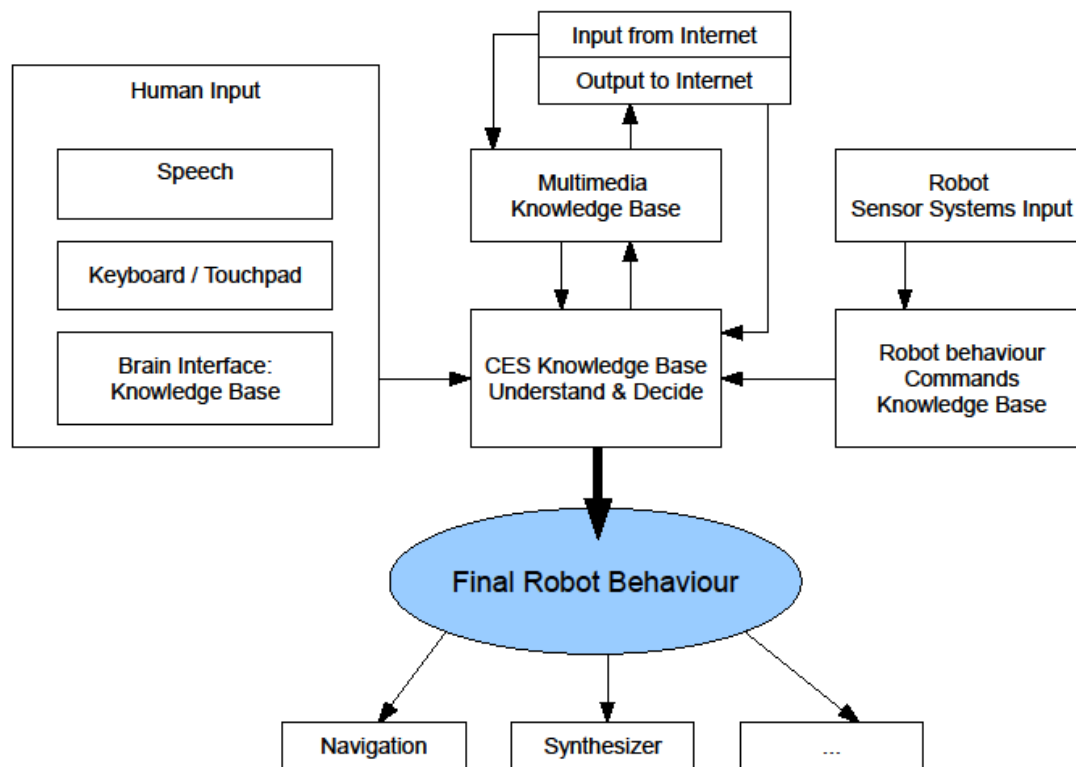 Input from Internet
Output to Internet
Human Input
Speech
Keyboard / Touchpad
Brain Interface:
Knowledge Base
Multimedia
Knowledge Base
Robot
Sensor Systems Input
CES Knowledge Base
Understand & Decide
Robot behaviour
Commands
Knowledge Base
Final Robot Behaviour
Navigation
Synthesizer
...